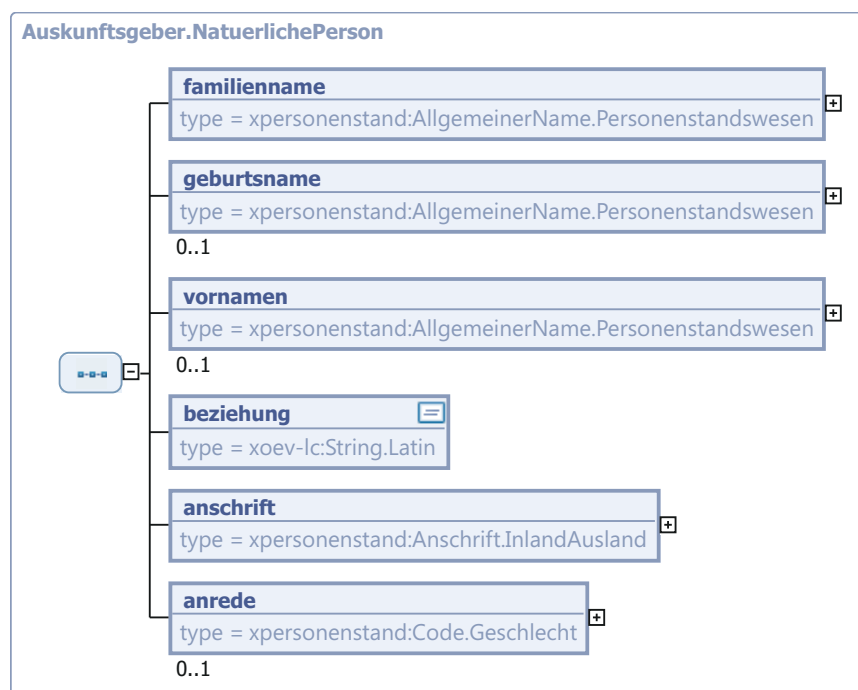 Auskunftsgeber.NatuerlichePerson
familienname
type = xpersonenstand:AllgemeinerName.Personenstandswesen
geburtsname
type = xpersonenstand:AllgemeinerName.Personenstandswesen
0..1
vornamen
type = xpersonenstand:AllgemeinerName.Personenstandswesen
0..1
beziehung
type = xoev-lc:String.Latin
anschrift
type = xpersonenstand:Anschrift.InlandAusland
anrede
type = xpersonenstand:Code.Geschlecht
0..1